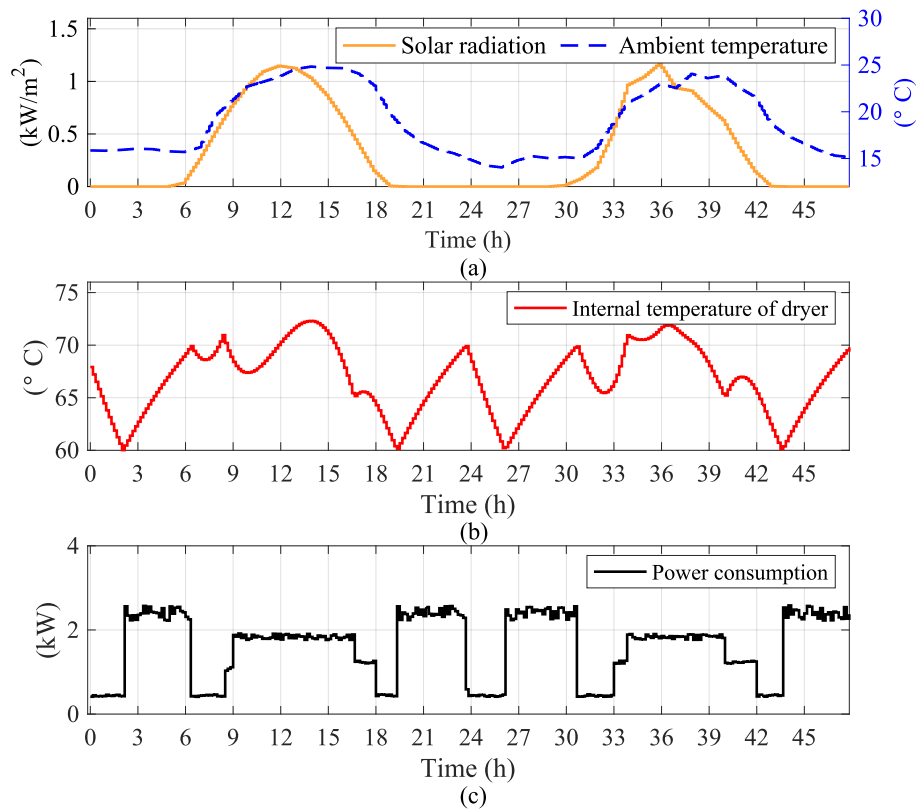 1.5
1
0.5
0
(kW/m2)
Solar radiation
Ambient temperature
30
25
20
15
(° C)
0 3 6 9 12 15 18 21 24 27 30 33 36 39 42 45
Time (h)
(a)
75
70
65
60
(° C)
Internal temperature of dryer
0 3 6 9 12 15 18 21 24 27 30 33 36 39 42 45
Time (h)
(b)
4
2
0
(kW)
Power consumption
0 3 6 9 12 15 18 21 24 27 30 33 36 39 42 45
Time (h)
(c)